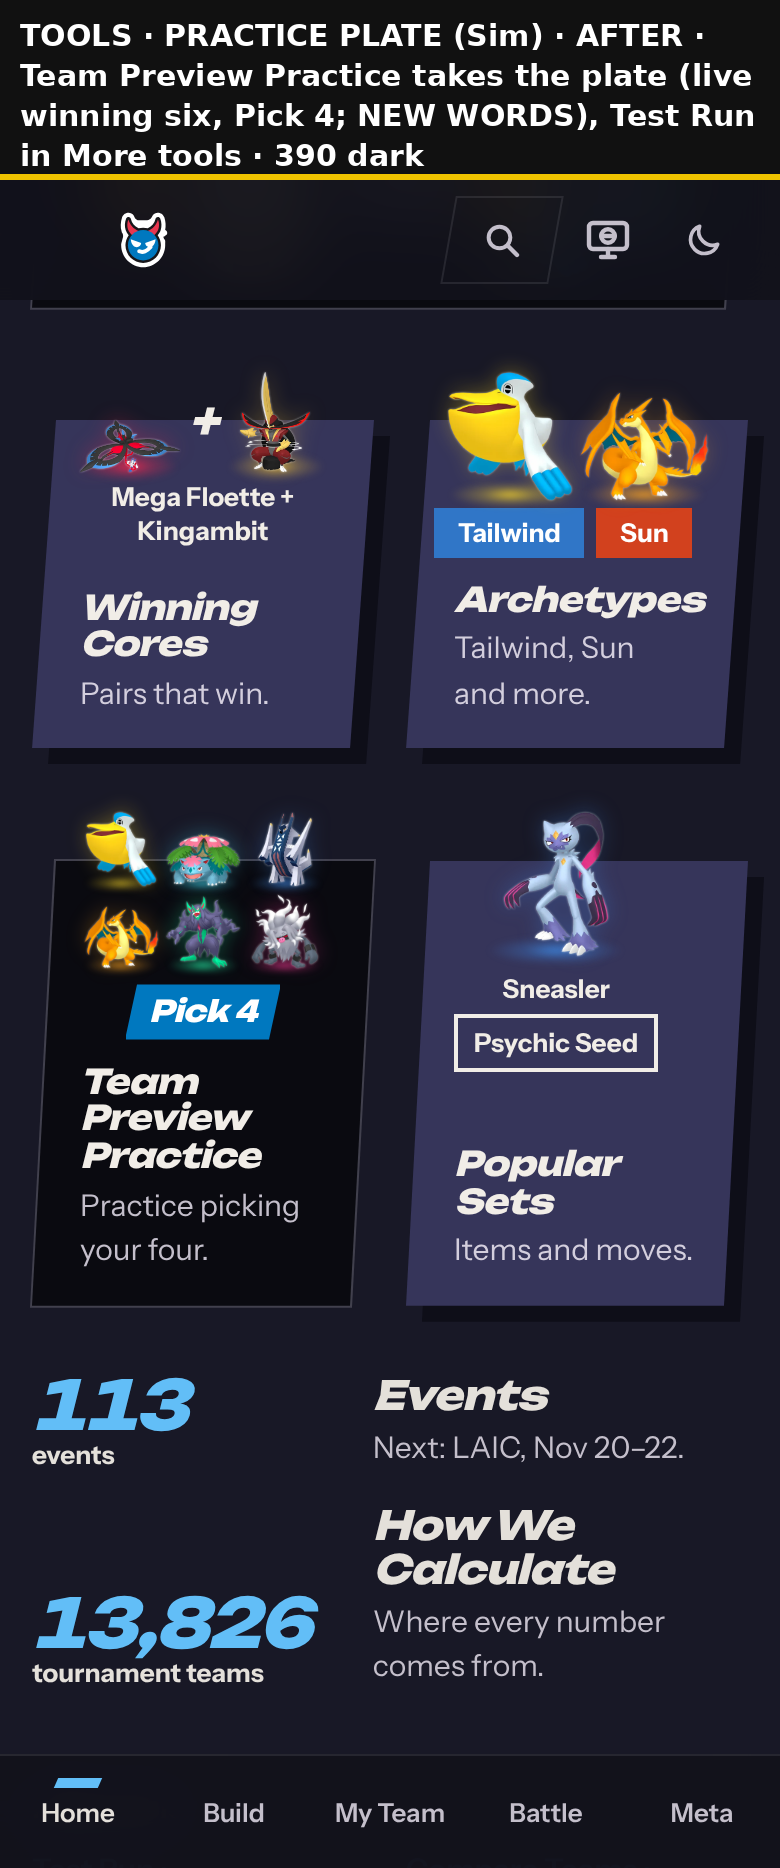 TOOLS · PRACTICE PLATE (Sim) · AFTER ·
Team Preview Practice takes the plate (live
winning six, Pick 4; NEW WORDS), Test Run
in More tools · 390 dark
+
Mega Floette +
Kingambit
Winning
Cores
Pairs that win.
Tailwind
Sun
Archetypes
Tailwind, Sun
and more.
Pick 4
Team
Preview
Practice
Practice picking
your four.
Sneasler
Psychic Seed
Popular
Sets
Items and moves.
113
events
13,826
tournament teams
Events
Next: LAIC, Nov 20–22.
How We
Calculate
Where every number
comes from.
Home
Build
My Team
Battle
Meta